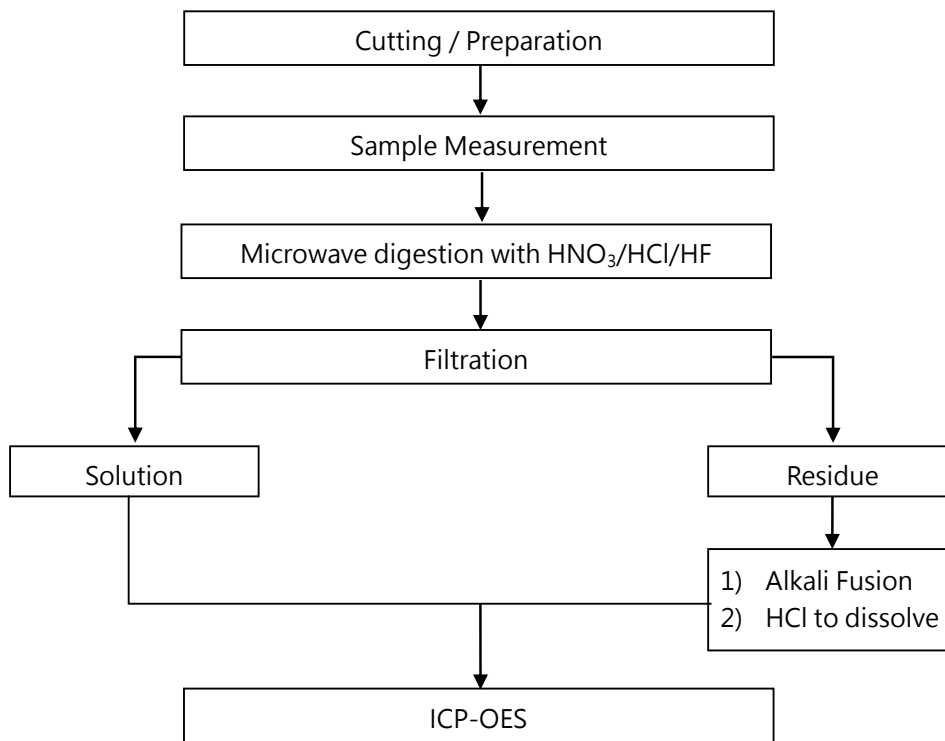 Cutting / Preparation
Sample Measurement
Microwave digestion with HNO₃/HCl/HF
Filtration
Solution
Residue
1) Alkali Fusion
2) HCl to dissolve
ICP-OES